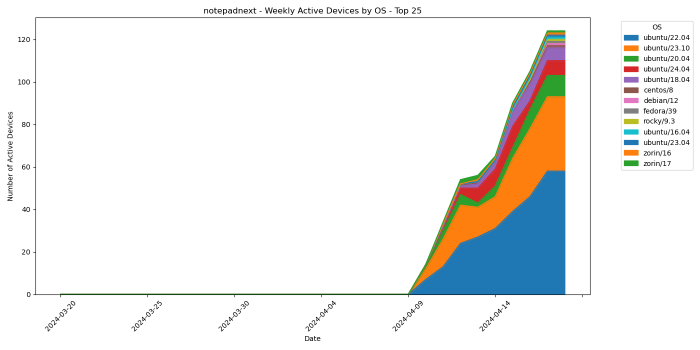 notepadnext - Weekly Active Devices by OS - Top 25
Number of Active Devices
120
100
80
60
40
20
0
2024-03-20
2024-03-25
2024-03-30
2024-04-04
2024-04-09
2024-04-14
Date
OS
ubuntu/22.04
ubuntu/23.10
ubuntu/20.04
ubuntu/24.04
ubuntu/18.04
centos/8
debian/12
fedora/39
rocky/9.3
ubuntu/16.04
ubuntu/23.04
zorin/16
zorin/17